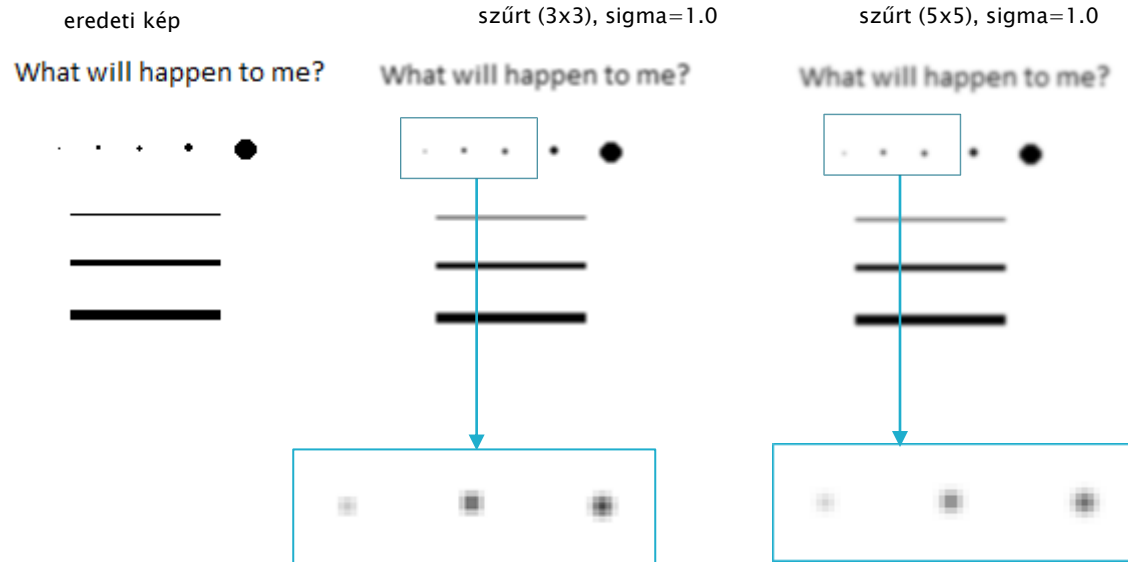 eredeti kép
szűrt (3x3), sigma=1.0
szűrt (5x5), sigma=1.0
What will happen to me?
What will happen to me?
What will happen to me?